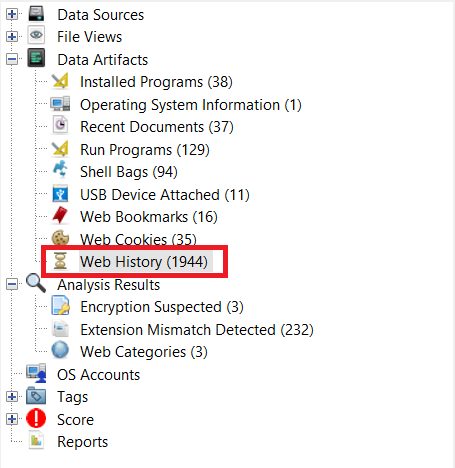 Data Sources
File Views
Data Artifacts
Installed Programs (38)
Operating System Information (1)
Recent Documents (37)
Run Programs (129)
Shell Bags (94)
USB Device Attached (11)
Web Bookmarks (16)
Web Cookies (35)
Web History (1944)
Analysis Results
Encryption Suspected (3)
Extension Mismatch Detected (232)
Web Categories (3)
OS Accounts
Tags
Score
Reports